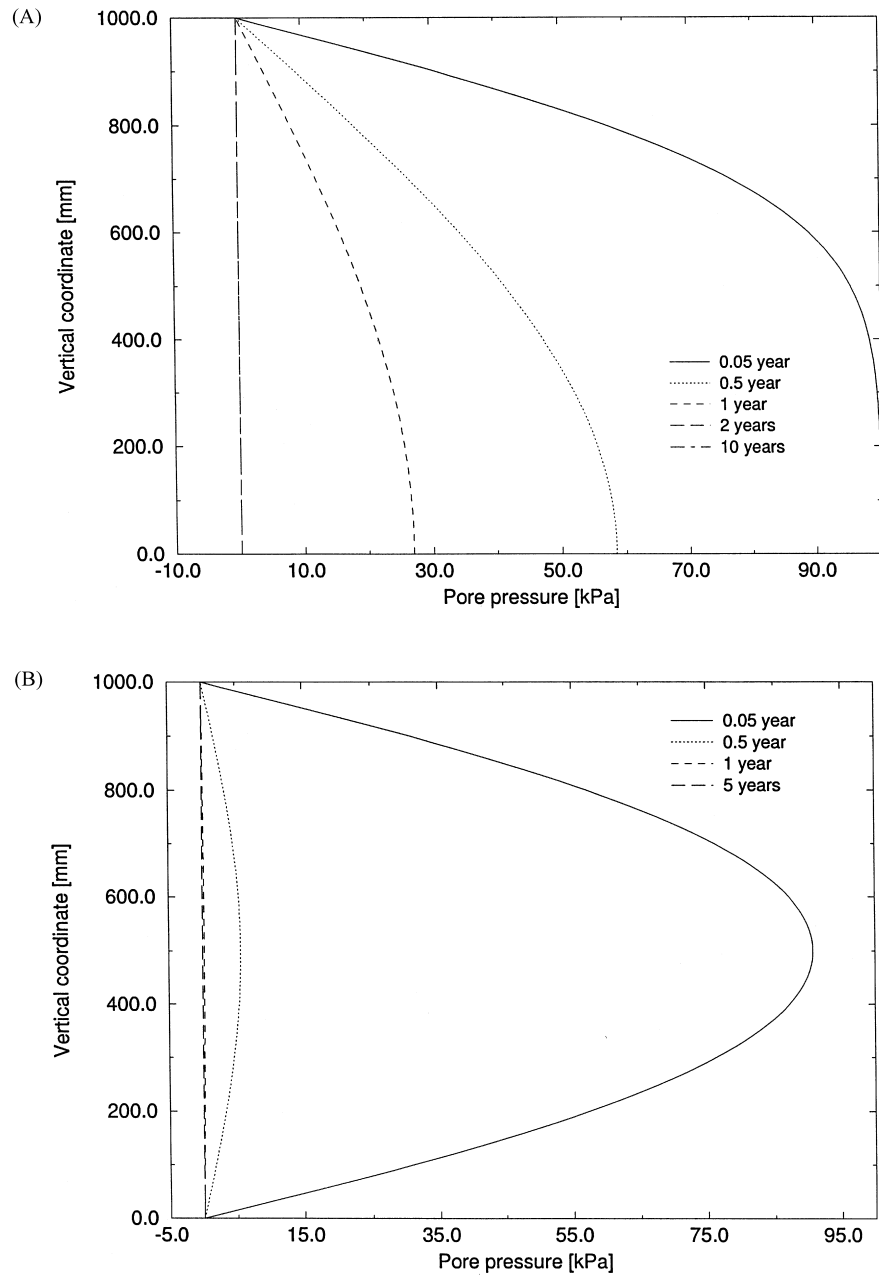 (A)
1000.0
800.0
600.0
400.0
200.0
0.0
Vertical coordinate [mm]
0.05 year
0.5 year
1 year
2 years
10 years
-10.0 10.0 30.0 50.0 70.0 90.0
Pore pressure [kPa]
(B)
1000.0
800.0
600.0
400.0
200.0
0.0
Vertical coordinate [mm]
0.05 year
0.5 year
1 year
5 years
-5.0 15.0 35.0 55.0 75.0 95.0
Pore pressure [kPa]